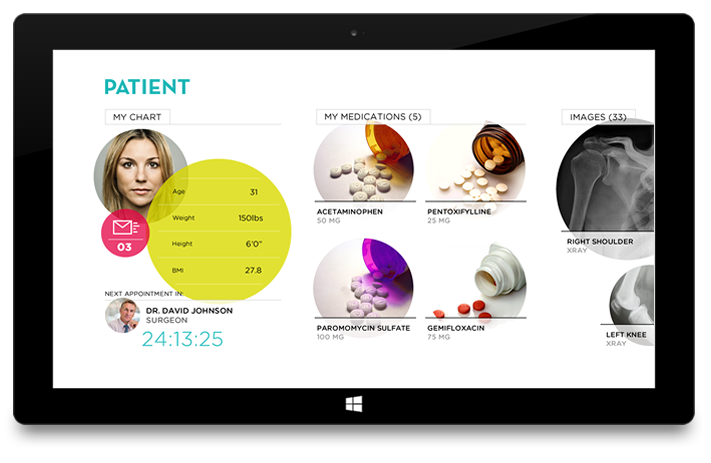 PATIENT
MY CHART
Age 31
Weight 150lbs
Height 6'0"
BMI 27.8
03
NEXT APPOINTMENT IN:
DR. DAVID JOHNSON
SURGEON
24:13:25
MY MEDICATIONS (5)
ACETAMINOPHEN
50 MG
PENTOXIFYLLINE
25 MG
PAROMOMYCIN SULFATE
100 MG
GEMIFLOXACIN
75 MG
IMAGES (33)
RIGHT SHOULDER
XRAY
LEFT KNEE
XRAY